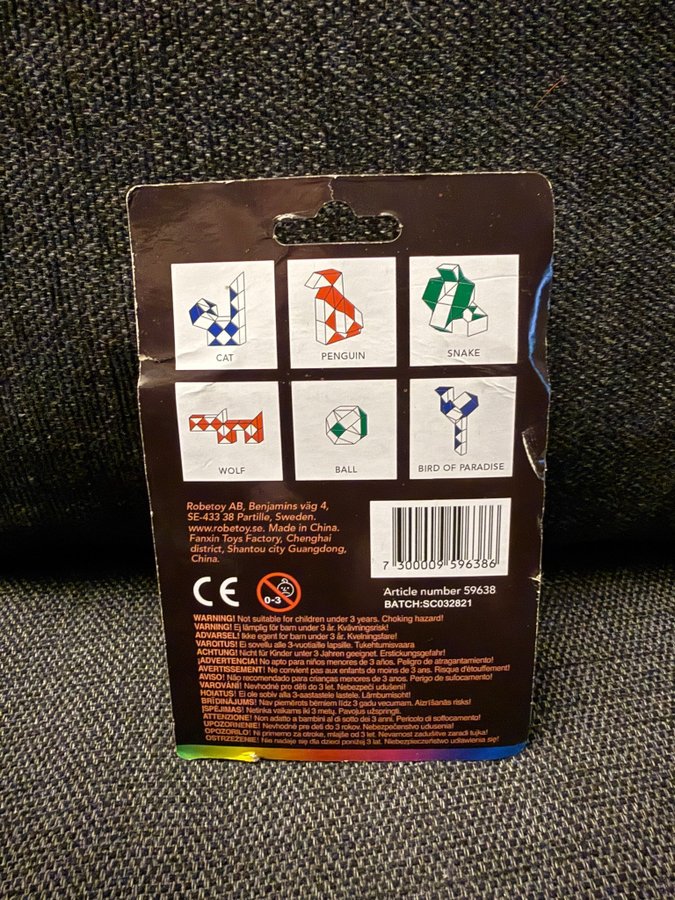 CAT
PENGUIN
SNAKE
WOLF
BALL
BIRD OF PARADISE
Robetoy AB, Benjamins väg 4,
SE-433 38 Partille, Sweden.
www.robetoy.se. Made in China.
Fanxin Toys Factory, Chenghai
district, Shantou city Guangdong,
China.
7 300009 596386
CE
0-3
Article number 59638
BATCH:SC032821
WARNING! Not suitable for children under 3 years. Choking hazard!
VARNING! Ej lämplig för barn under 3 år. Kvävningsrisk!
ADVARSEL! Ikke egent for barn under 3 år. Kvelningsfare!
VAROITUS! Ei sovellu alle 3-vuotiaille lapsille. Tukehtumisvaara
ACHTUNG! Nicht für Kinder unter 3 Jahren geeignet. Erstickungsgefahr!
¡ADVERTENCIA! No apto para niños menores de 3 años. Peligro de atragantamiento!
AVERTISSEMENT! Ne convient pas aux enfants de moins de 3 ans. Risque d'étouffement!
AVISO! Não recomendado para crianças menores de 3 anos. Perigo de sufocamento!
VAROVÁNÍ! Nevhodné pro děti do 3 let. Nebezpečí udušení!
HOIATUS! Ei ole sobiv alla 3-aastastele lastele. Lämbumisoht!
BRĪDINĀJUMS! Nav piemērots bērniem līdz 3 gadu vecumam. Aizrīšanās risks!
ĮSPĖJIMAS! Netinka vaikams iki 3 metų. Pavojus užspringti.
ATTENZIONE! Non adatto a bambini al di sotto dei 3 anni. Pericolo di soffocamento!
UPOZORNENIE! Nevhodné pre deti do 3 rokov. Nebezpečenstvo udusenia!
OPOZORILO! Ni primerno za otroke, mlajše od 3 let. Nevarnost zadušitve zaradi tujka!
OSTRZEŻENIE! Nie nadaje się dla dzieci poniżej 3 lat. Niebezpieczeństwo udławienia się!